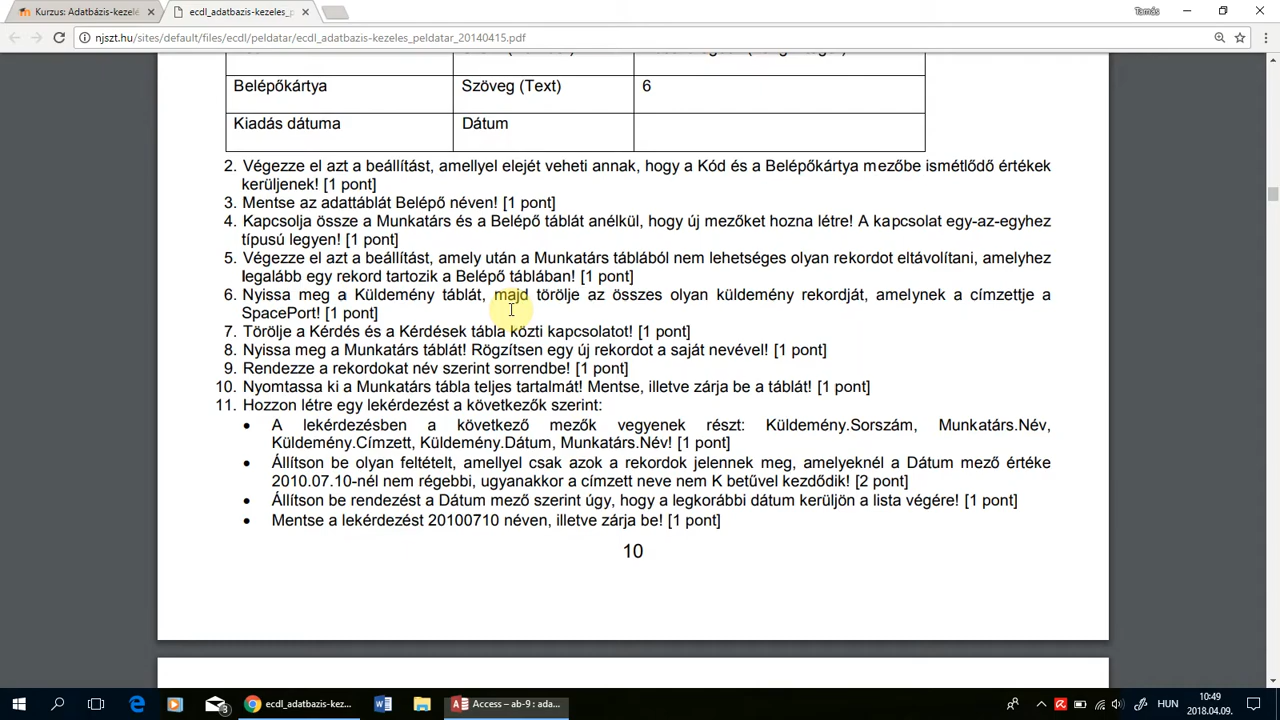 Kurzus: Adatbázis-kezelé
ecdl_adatbazis-kezeles_p
Tamás
njszt.hu/sites/default/files/ecdl/peldatar/ecdl_adatbazis-kezeles_peldatar_20140415.pdf
Belépőkártya Szöveg (Text) 6
Kiadás dátuma Dátum
2. Végezze el azt a beállítást, amellyel elejét veheti annak, hogy a Kód és a Belépőkártya mezőbe ismétlődő értékek
kerüljenek! [1 pont]
3. Mentse az adattáblát Belépő néven! [1 pont]
4. Kapcsolja össze a Munkatárs és a Belépő táblát anélkül, hogy új mezőket hozna létre! A kapcsolat egy-az-egyhez
típusú legyen! [1 pont]
5. Végezze el azt a beállítást, amely után a Munkatárs táblából nem lehetséges olyan rekordot eltávolítani, amelyhez
legalább egy rekord tartozik a Belépő táblában! [1 pont]
6. Nyissa meg a Küldemény táblát, majd törölje az összes olyan küldemény rekordját, amelynek a címzettje a
SpacePort! [1 pont]
7. Törölje a Kérdés és a Kérdések tábla közti kapcsolatot! [1 pont]
8. Nyissa meg a Munkatárs táblát! Rögzítsen egy új rekordot a saját nevével! [1 pont]
9. Rendezze a rekordokat név szerint sorrendbe! [1 pont]
10. Nyomtassa ki a Munkatárs tábla teljes tartalmát! Mentse, illetve zárja be a táblát! [1 pont]
11. Hozzon létre egy lekérdezést a következők szerint:
• A lekérdezésben a következő mezők vegyenek részt: Küldemény.Sorszám, Munkatárs.Név,
Küldemény.Címzett, Küldemény.Dátum, Munkatárs.Név! [1 pont]
• Állítson be olyan feltételt, amellyel csak azok a rekordok jelennek meg, amelyeknél a Dátum mező értéke
2010.07.10-nél nem régebbi, ugyanakkor a címzett neve nem K betűvel kezdődik! [2 pont]
• Állítson be rendezést a Dátum mező szerint úgy, hogy a legkorábbi dátum kerüljön a lista végére! [1 pont]
• Mentse a lekérdezést 20100710 néven, illetve zárja be! [1 pont]
10
3
ecdl_adatbazis-kez...
Access – ab-9 : ada...
HUN
10:49
2018.04.09.